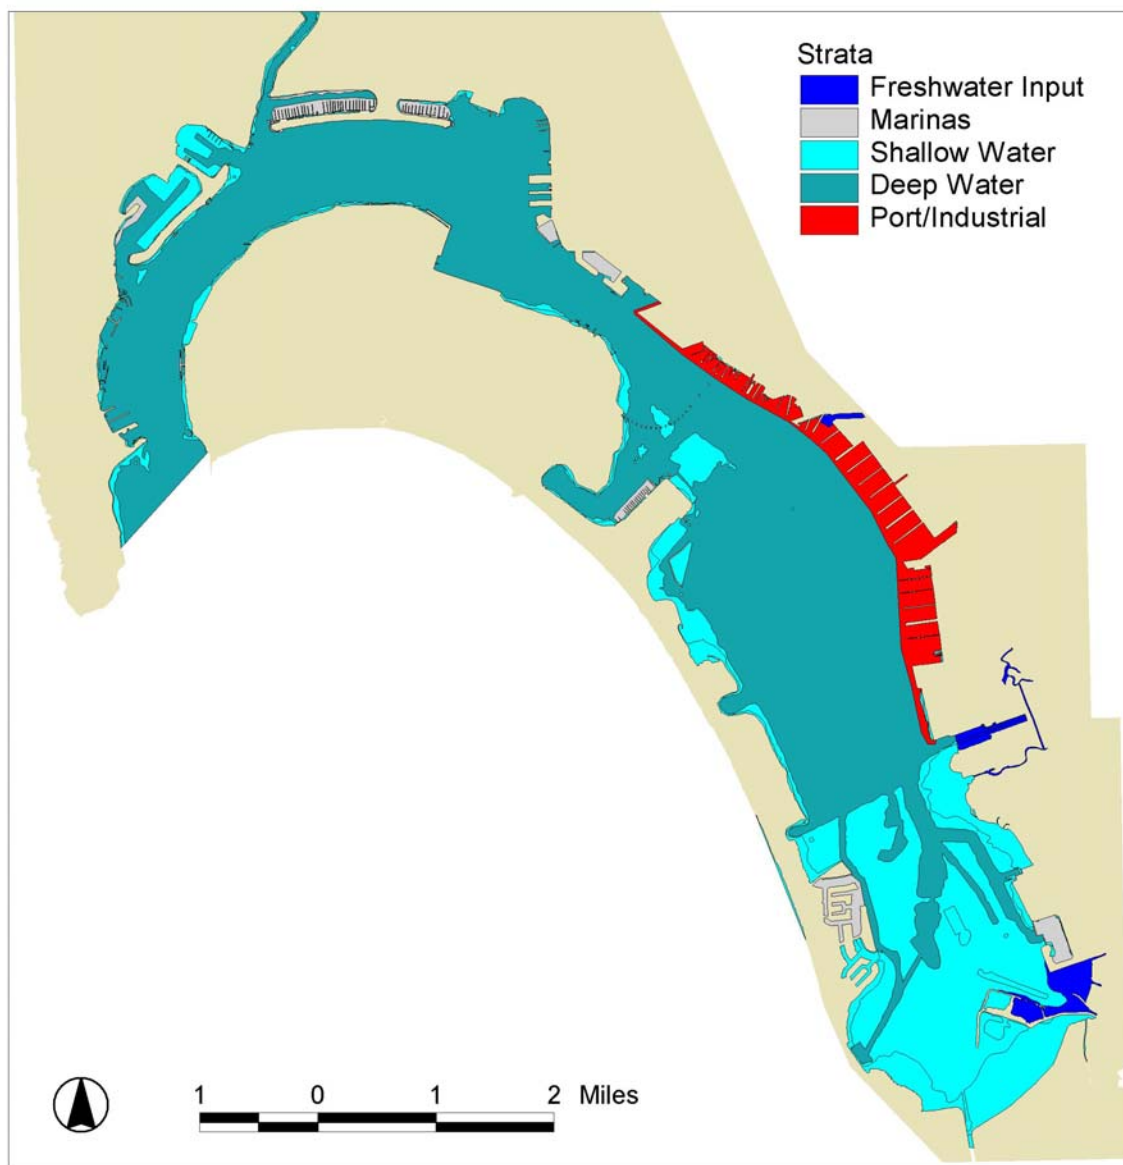 Strata
Freshwater Input
Marinas
Shallow Water
Deep Water
Port/Industrial
1 0 1 2 Miles